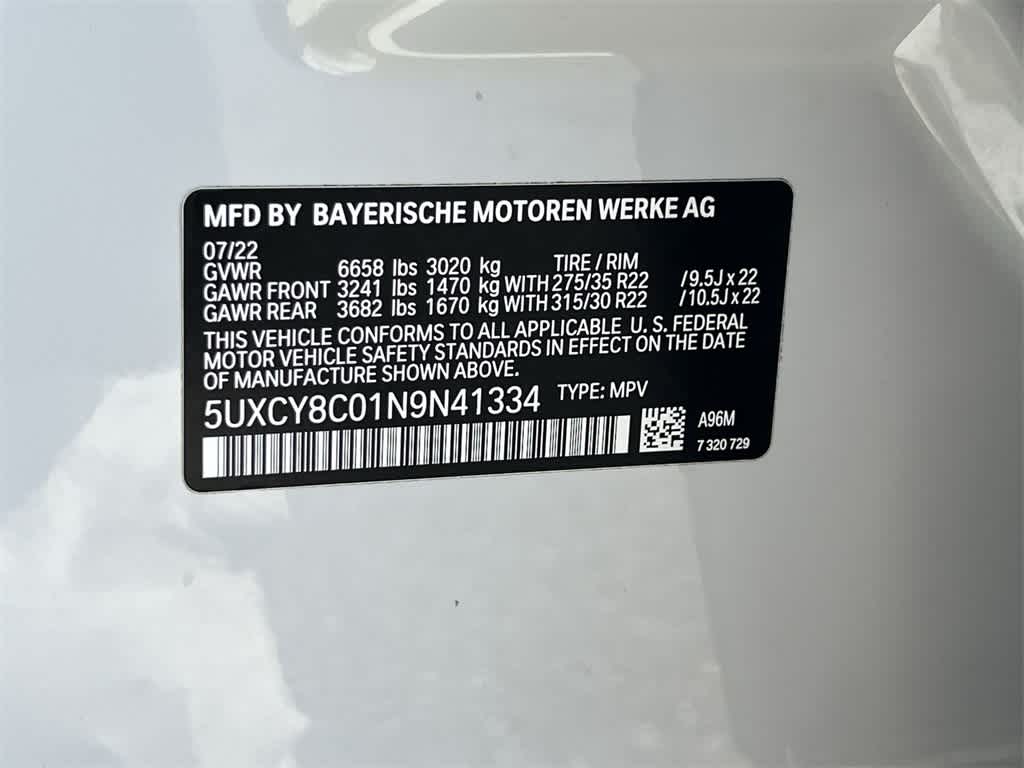 MFD BY BAYERISCHE MOTOREN WERKE AG
07/22
GVWR 6658 lbs 3020 kg TIRE / RIM
GAWR FRONT 3241 lbs 1470 kg WITH 275/35 R22 /9.5J x 22
GAWR REAR 3682 lbs 1670 kg WITH 315/30 R22 /10.5J x 22
THIS VEHICLE CONFORMS TO ALL APPLICABLE U. S. FEDERAL
MOTOR VEHICLE SAFETY STANDARDS IN EFFECT ON THE DATE
OF MANUFACTURE SHOWN ABOVE.
5UXCY8C01N9N41334 TYPE: MPV
A96M
7 320 729